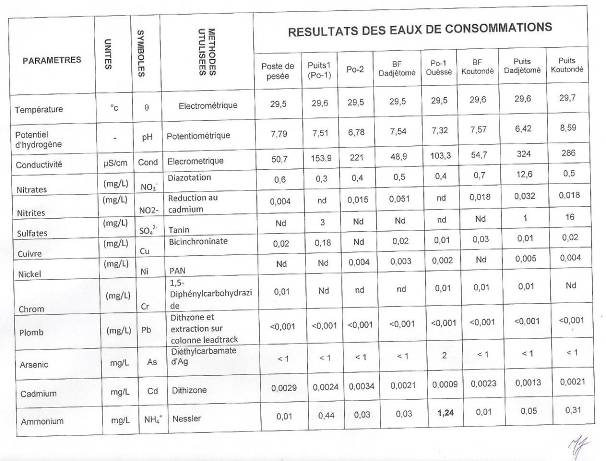 PARAMETRES UNITES SYMBOLES METHODES UTULISEES RESULTATS DES EAUX DE CONSOMMATIONS
Poste de pesée Puits1 (Po-1) Po-2 BF Dadjètomè Po-1 Ouèssè BF Koutondè Puits Dadjètomè Puits Koutondè
Température °c θ Electrométrique 29,5 29,6 29,5 29,5 29,5 29,6 29,6 29,7
Potentiel d'hydrogène - pH Potentiométrique 7,79 7,51 6,78 7,54 7,32 7,57 6,42 8,59
Conductivité µS/cm Cond Elecrometrique 50,7 153,9 221 48,9 103,3 54,7 324 286
Nitrates (mg/L) NO3- Diazotation 0,6 0,3 0,4 0,5 0,4 0,7 12,6 0,5
Nitrites (mg/L) NO2- Reduction au cadmium 0,004 nd 0,015 0,051 nd 0,018 0,032 0,018
Sulfates (mg/L) SO4²- Tanin Nd 3 Nd Nd Nd Nd 1 16
Cuivre (mg/L) Cu Bicinchroninate 0,02 0,18 Nd 0,02 0,01 0,03 0,01 0,02
Nickel (mg/L) Ni PAN Nd Nd 0,004 0,003 0,002 Nd 0,005 0,004
Chrom (mg/L) Cr 1,5-Diphénylcarbohydrazide 0,01 Nd nd nd 0,01 0,01 0,01 Nd
Plomb (mg/L) Pb Dithzone et extraction sur colonne leadtrack <0,001 <0,001 <0,001 <0,001 <0,001 <0,001 <0,001 <0,001
Arsenic mg/L As Diéthylcarbamate d'Ag < 1 < 1 < 1 < 1 2 < 1 < 1 < 1
Cadmium mg/L Cd Dithizone 0,0029 0,0024 0,0034 0,0021 0,0009 0,0023 0,0013 0,0021
Ammonium mg/L NH4+ Nessler 0,01 0,44 0,03 0,03 1,24 0,01 0,05 0,31